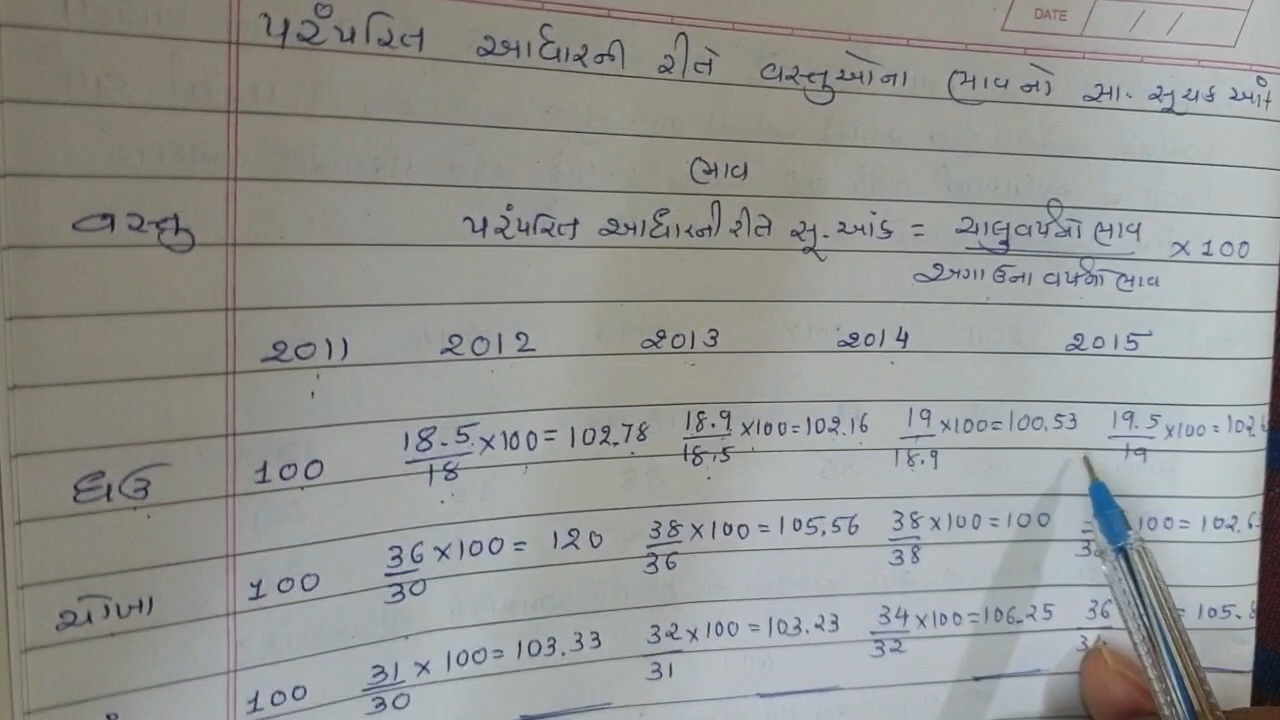 DATE / /
પરંપરિત આધારની રીતે વસ્તુઓના ભાવનો સા. સૂચક આંક
ભાવ
વસ્તુ પરંપરિત આધારની રીતે સૂ. આંક = ચાલુવર્ષનો ભાવ × 100
અગાઉના વર્ષનો ભાવ
2011 2012 2013 2014 2015
ઘઉં 100 18.5/18 ×100 = 102.78 18.9/18.5 ×100 = 102.16 19/18.9 ×100 = 100.53 19.5/19 ×100 =
ચોખા 100 36/30 ×100 = 120 38/36 ×100 = 105.56 38/38 ×100 = 100 100 =
100 31/30 × 100 = 103.33 32/31 ×100 = 103.23 34/32 ×100 = 106.25 36